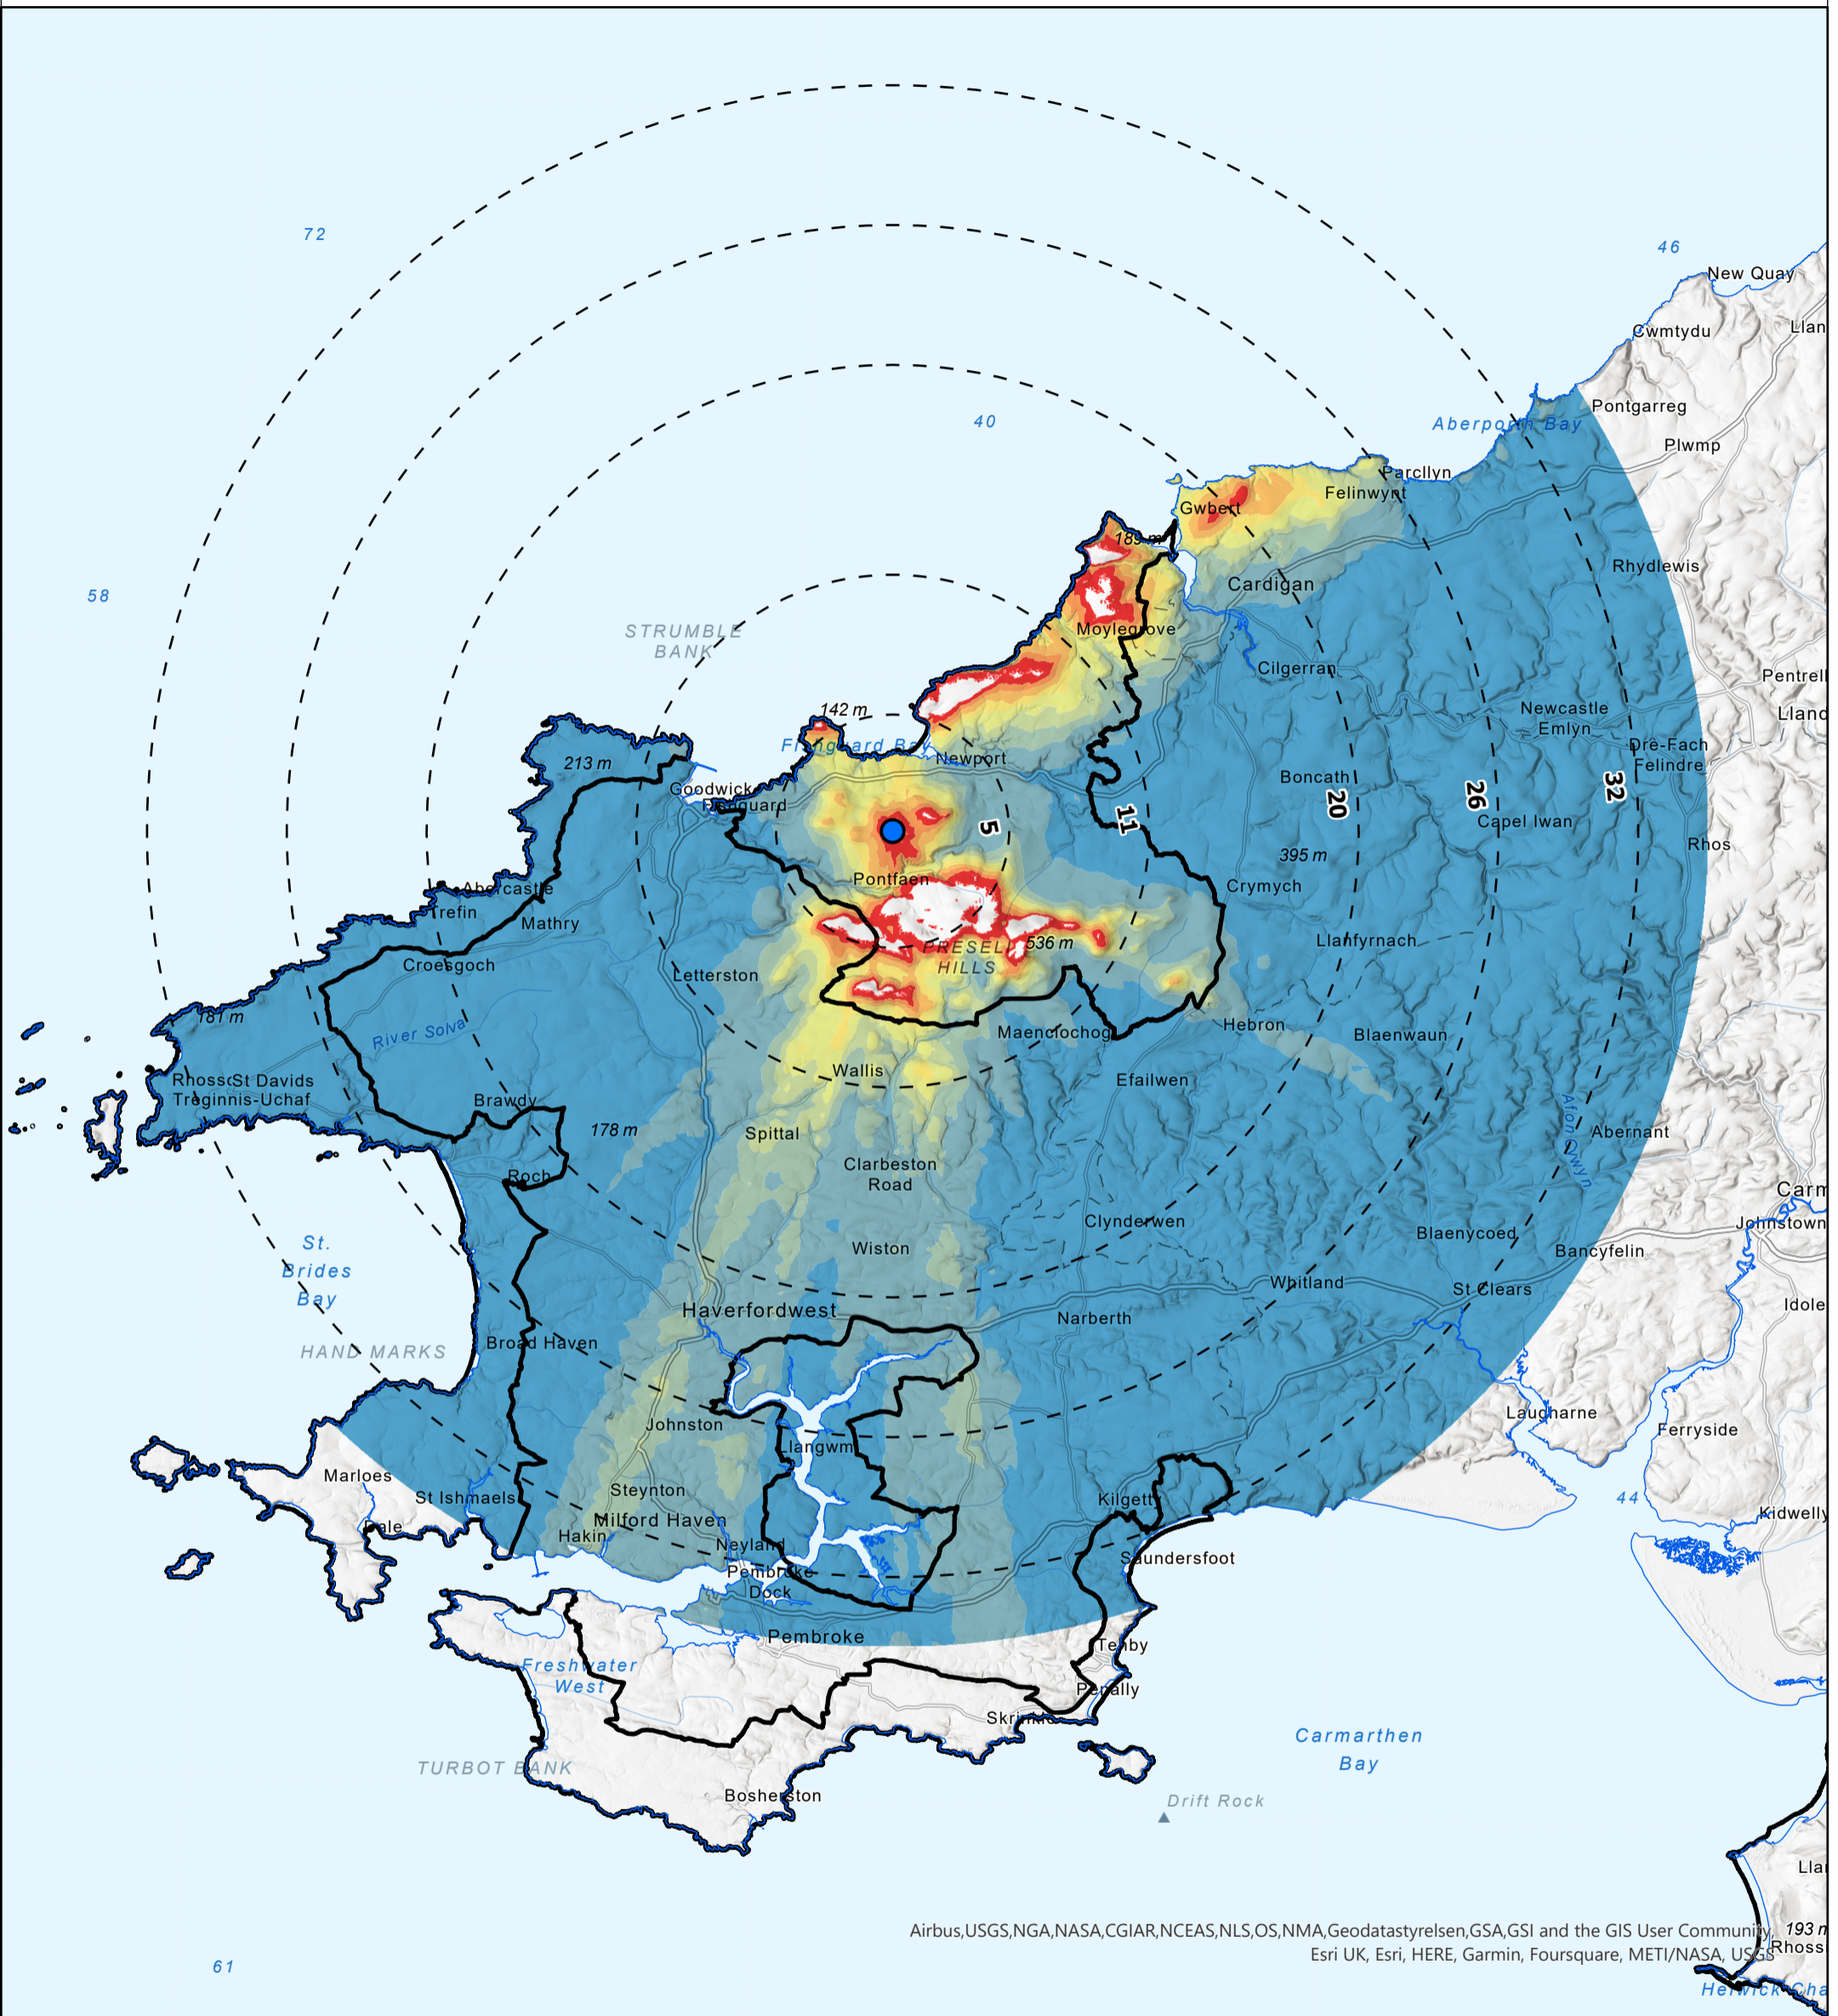 72
46
New Quay
Cwmtydu
Llan
Pontgarreg
40
Aberporth Bay
Plwmp
Parcllyn
Felinwynt
Gwbert
189 m
Rhydlewis
Cardigan
58
STRUMBLE
BANK
Moylegrove
Cilgerran
Pentrell
142 m
Newcastle
Emlyn
Lland
Fishguard Bay
Newport
Dre-Fach
Felindre
213 m
Boncath
Goodwick
Fishguard
5
11
20
26
32
Capel Iwan
Rhos
395 m
Pontfaen
Crymych
Abercastle
Trefin
Mathry
536 m
Llanfyrnach
PRESELI
HILLS
Croesgoch
Letterston
181 m
River Solva
Maenclochog
Hebron
Blaenwaun
Wallis
Efailwen
St Davids
Treginnis-Uchaf
Brawdy
178 m
Spittal
Abernant
Clarbeston
Road
Roch
Carm
Clynderwen
Johnstown
Blaenycoed
St.
Brides
Bay
Wiston
Bancyfelin
Whitland
St Clears
Haverfordwest
Narberth
Idole
Broad Haven
HAND MARKS
Johnston
Laugharne
Llangwm
Ferryside
Marloes
Steynton
St Ishmaels
Kilgetty
44
Milford Haven
Dale
Hakin
Kidwelly
Neyland
Saundersfoot
Pembroke
Dock
Pembroke
Tenby
Freshwater
West
Penally
Carmarthen
Bay
TURBOT BANK
Bosherston
Drift Rock
Llan
Airbus,USGS,NGA,NASA,CGIAR,NCEAS,NLS,OS,NMA,Geodatastyrelsen,GSA,GSI and the GIS User Community,
193 m
Esri UK, Esri, HERE, Garmin, Foursquare, METI/NASA, USGS
Rhoss
61
Helwick Cha